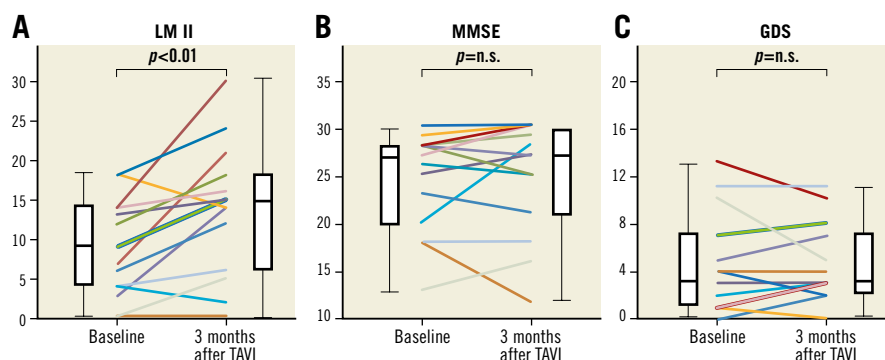 A LM II
p<0.01
30
25
20
15
10
5
0
Baseline 3 months
after TAVI
B MMSE
p=n.s.
35
30
25
20
15
10
Baseline 3 months
after TAVI
C GDS
p=n.s.
20
16
12
8
4
0
Baseline 3 months
after TAVI